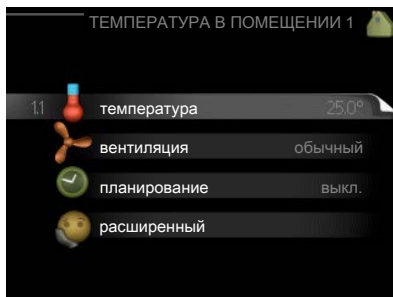 ТЕМПЕРАТУРА В ПОМЕЩЕНИИ 1
1.1 температура 25.0°
вентиляция обычный
планирование выкл.
расширенный